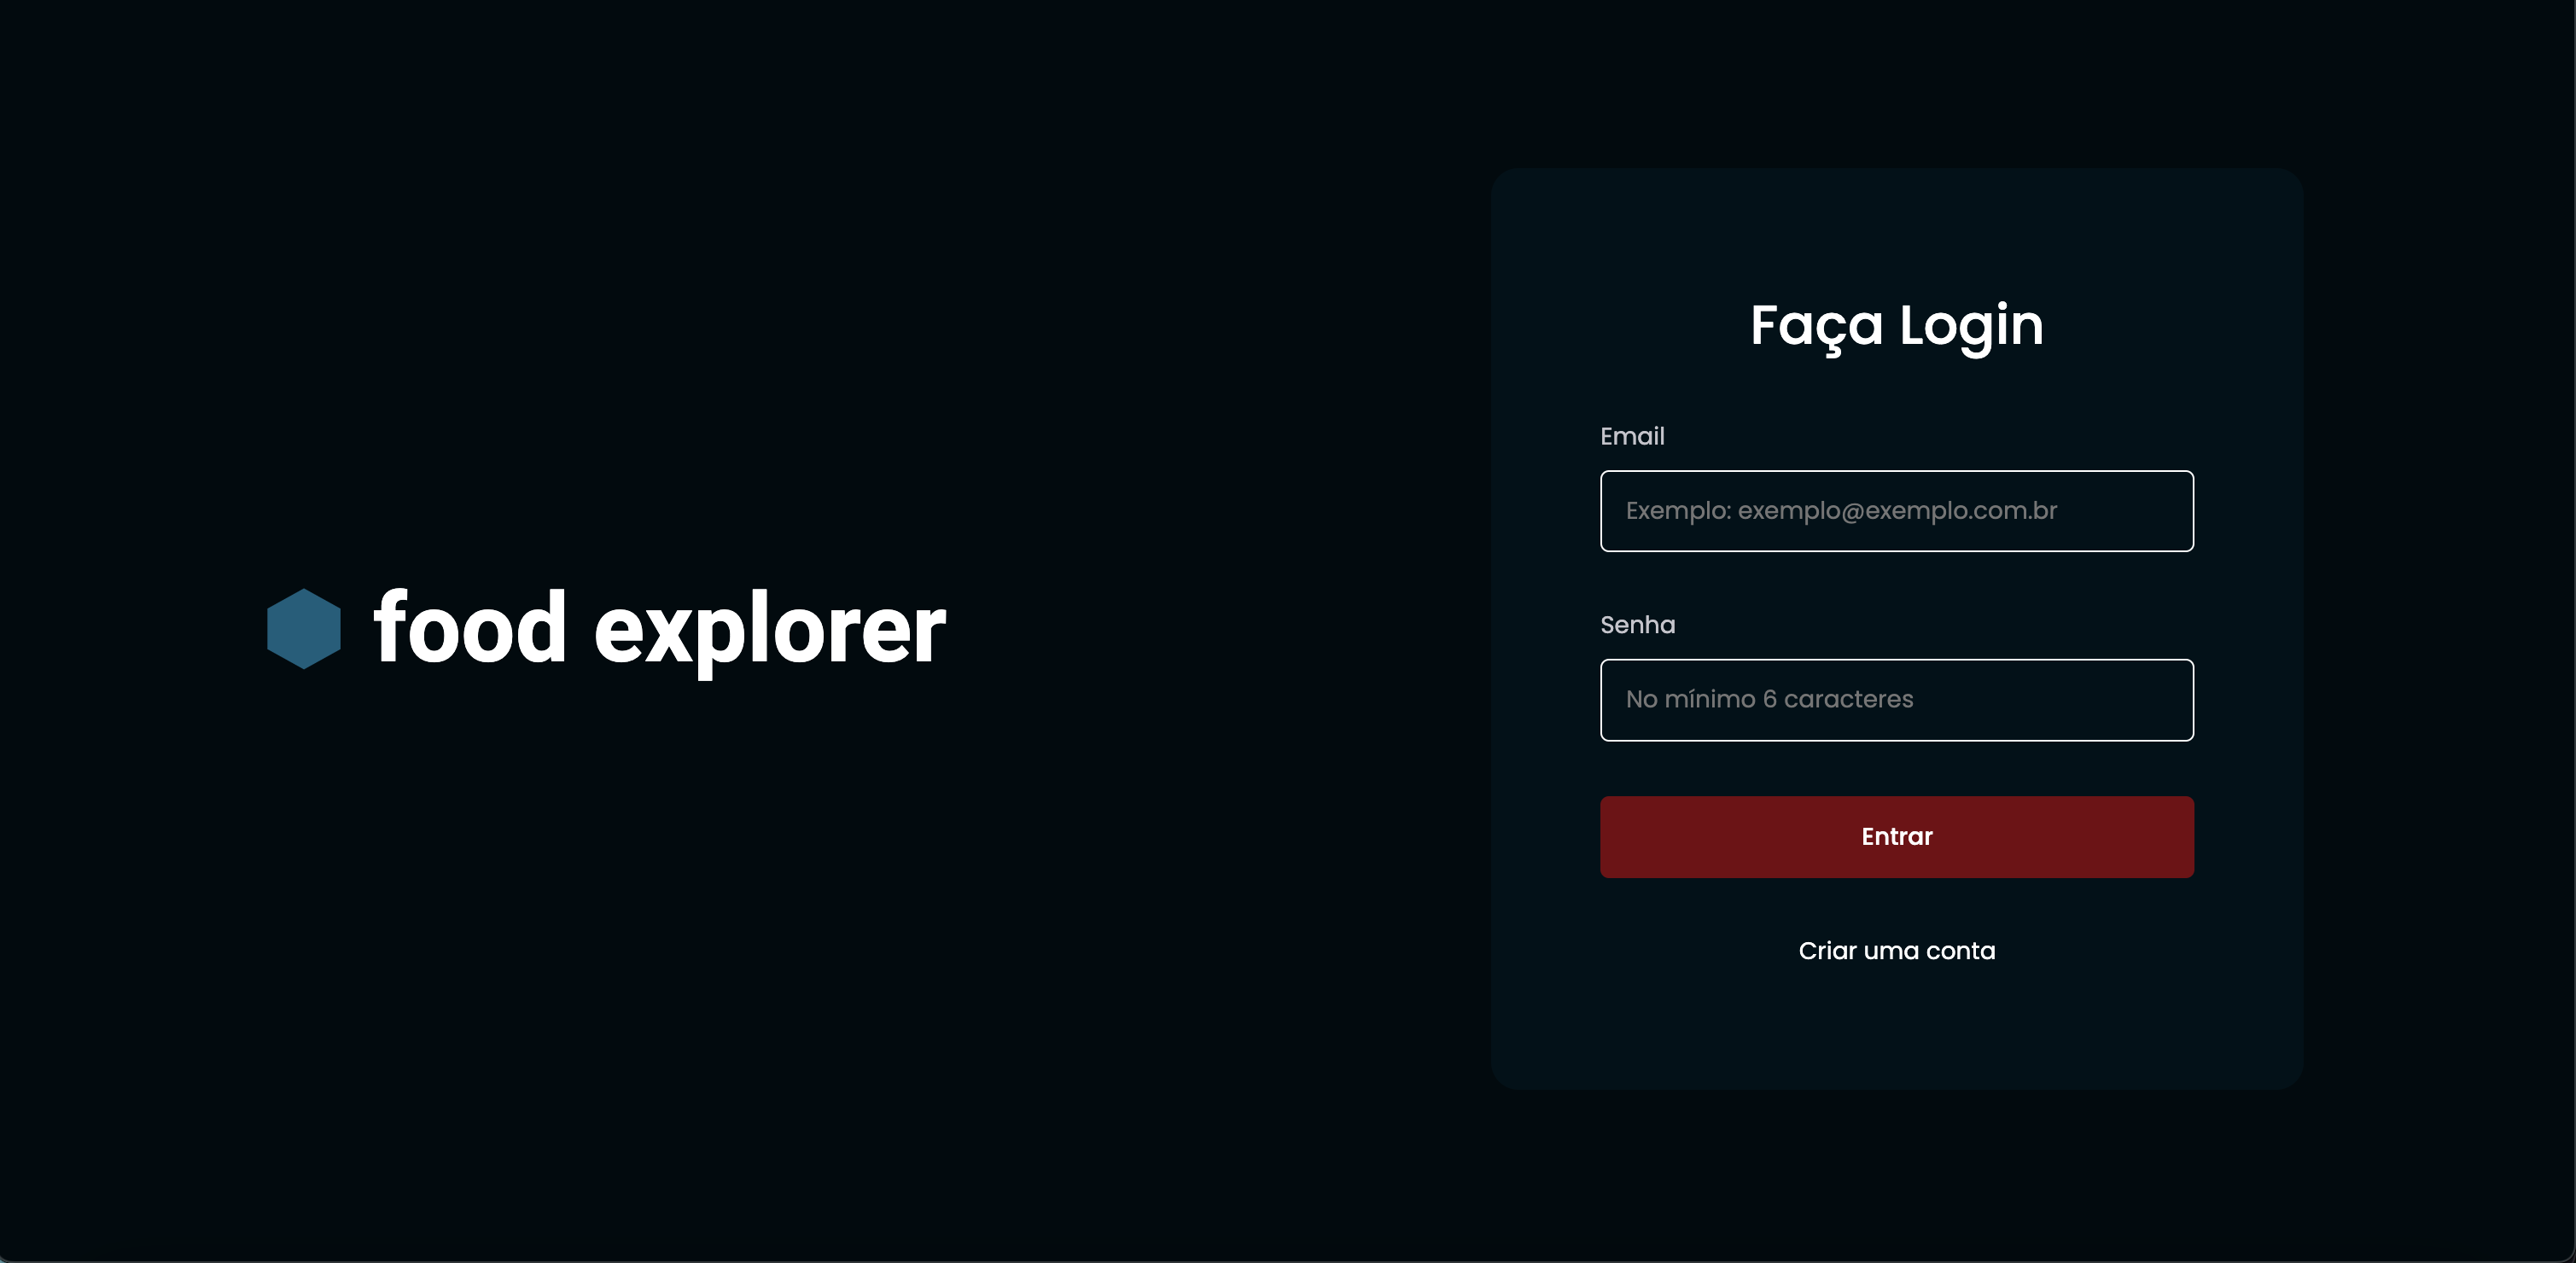 food explorer
Faça Login
Email
Exemplo: exemplo@exemplo.com.br
Senha
No mínimo 6 caracteres
Entrar
Criar uma conta